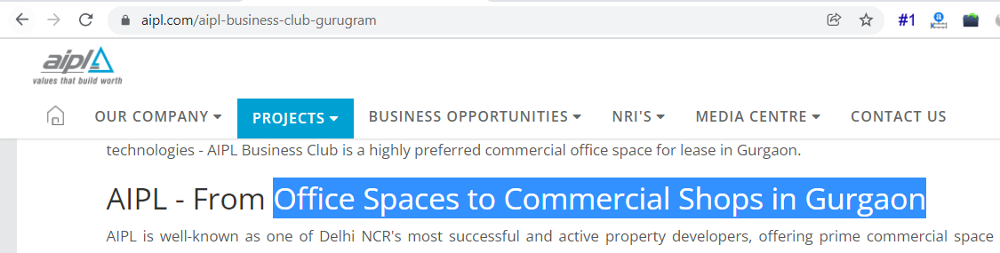 aipl.com/aipl-business-club-gurugram
#1
aipl
values that build worth
OUR COMPANY
PROJECTS
BUSINESS OPPORTUNITIES
NRI'S
MEDIA CENTRE
CONTACT US
technologies - AIPL Business Club is a highly preferred commercial office space for lease in Gurgaon.
AIPL - From Office Spaces to Commercial Shops in Gurgaon
AIPL is well-known as one of Delhi NCR's most successful and active property developers, offering prime commercial space